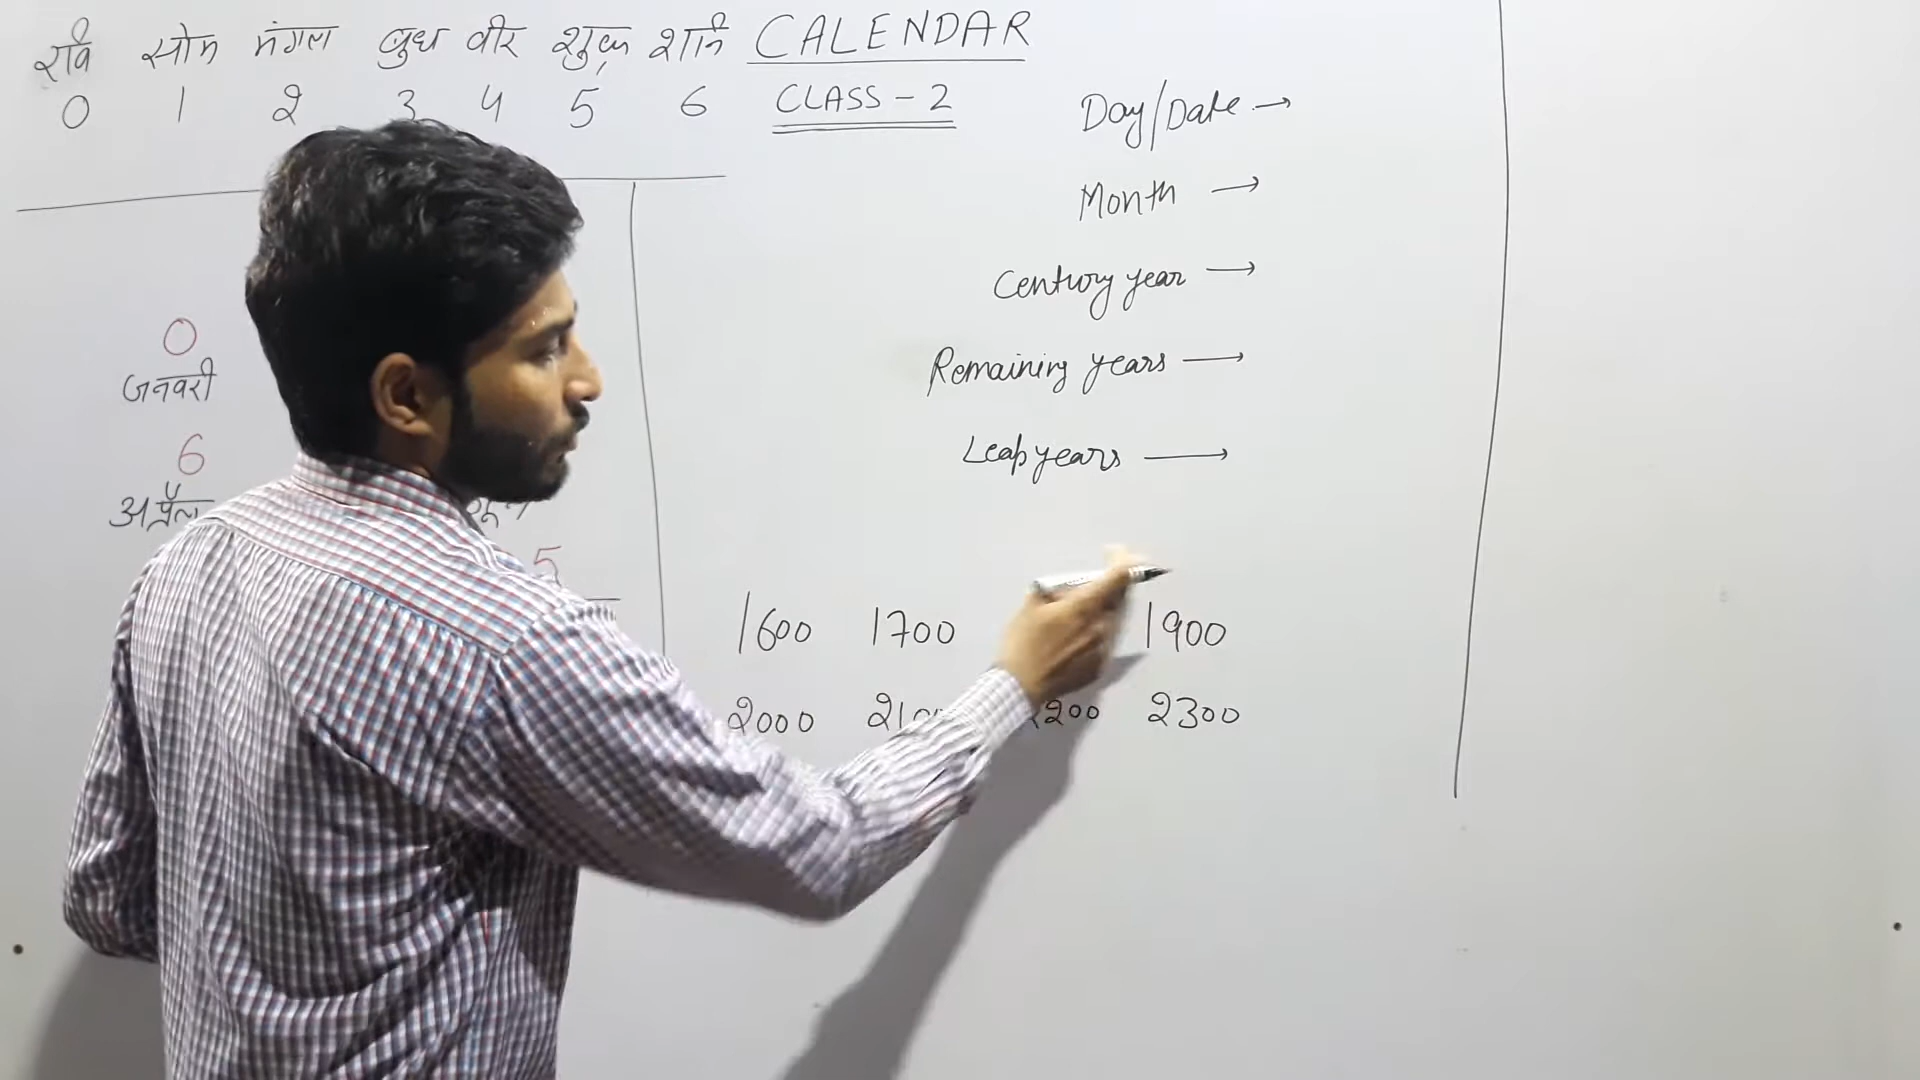 रवि सोम मंगल बुध वीर शुक्र शनि CALENDAR
0 1 2 3 4 5 6 CLASS - 2
Day/Date →
Month →
Century year →
0
Remaining years →
जनवरी
6
Leap years →
अप्रैल
5
1600 1700 1900
2000 2200 2300